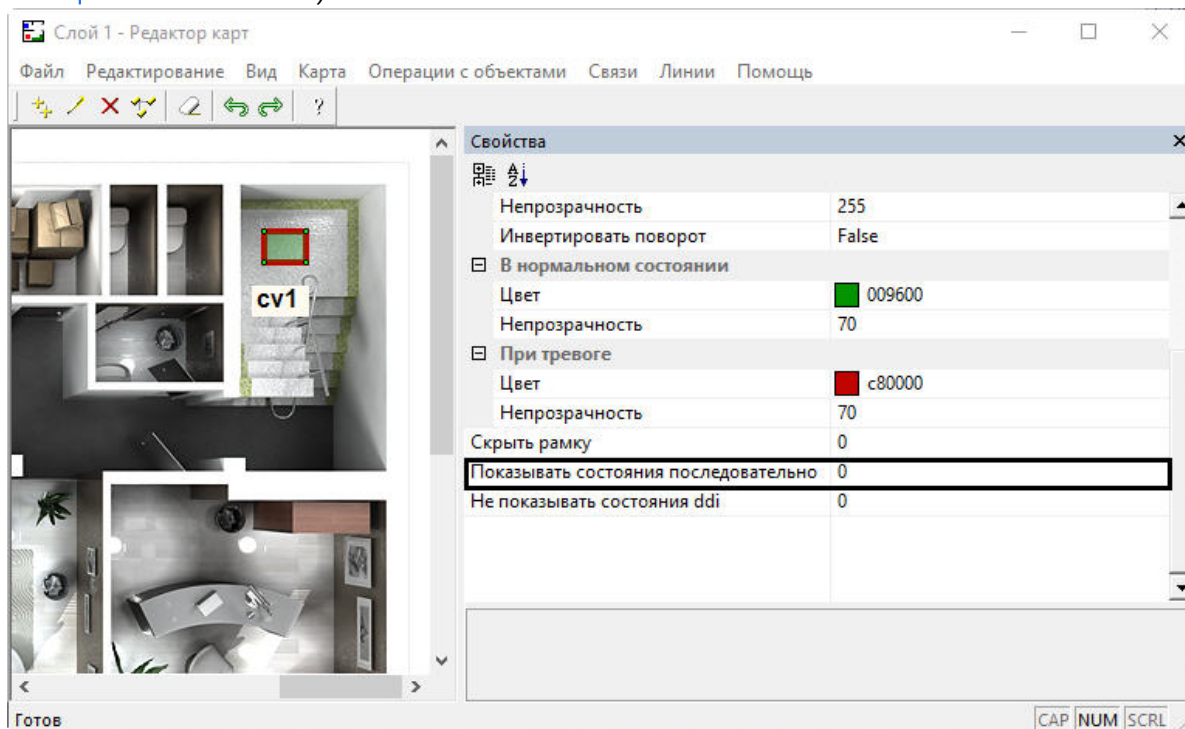 Слой 1 - Редактор карт
Файл Редактирование Вид Карта Операции с объектами Связи Линии Помощь
?
Свойства
Непрозрачность 255
Инвертировать поворот False
В нормальном состоянии
Цвет 009600
Непрозрачность 70
При тревоге
Цвет c80000
Непрозрачность 70
Скрыть рамку 0
Показывать состояния последовательно 0
Не показывать состояния ddi 0
cv1
Готов
CAP NUM SCRL